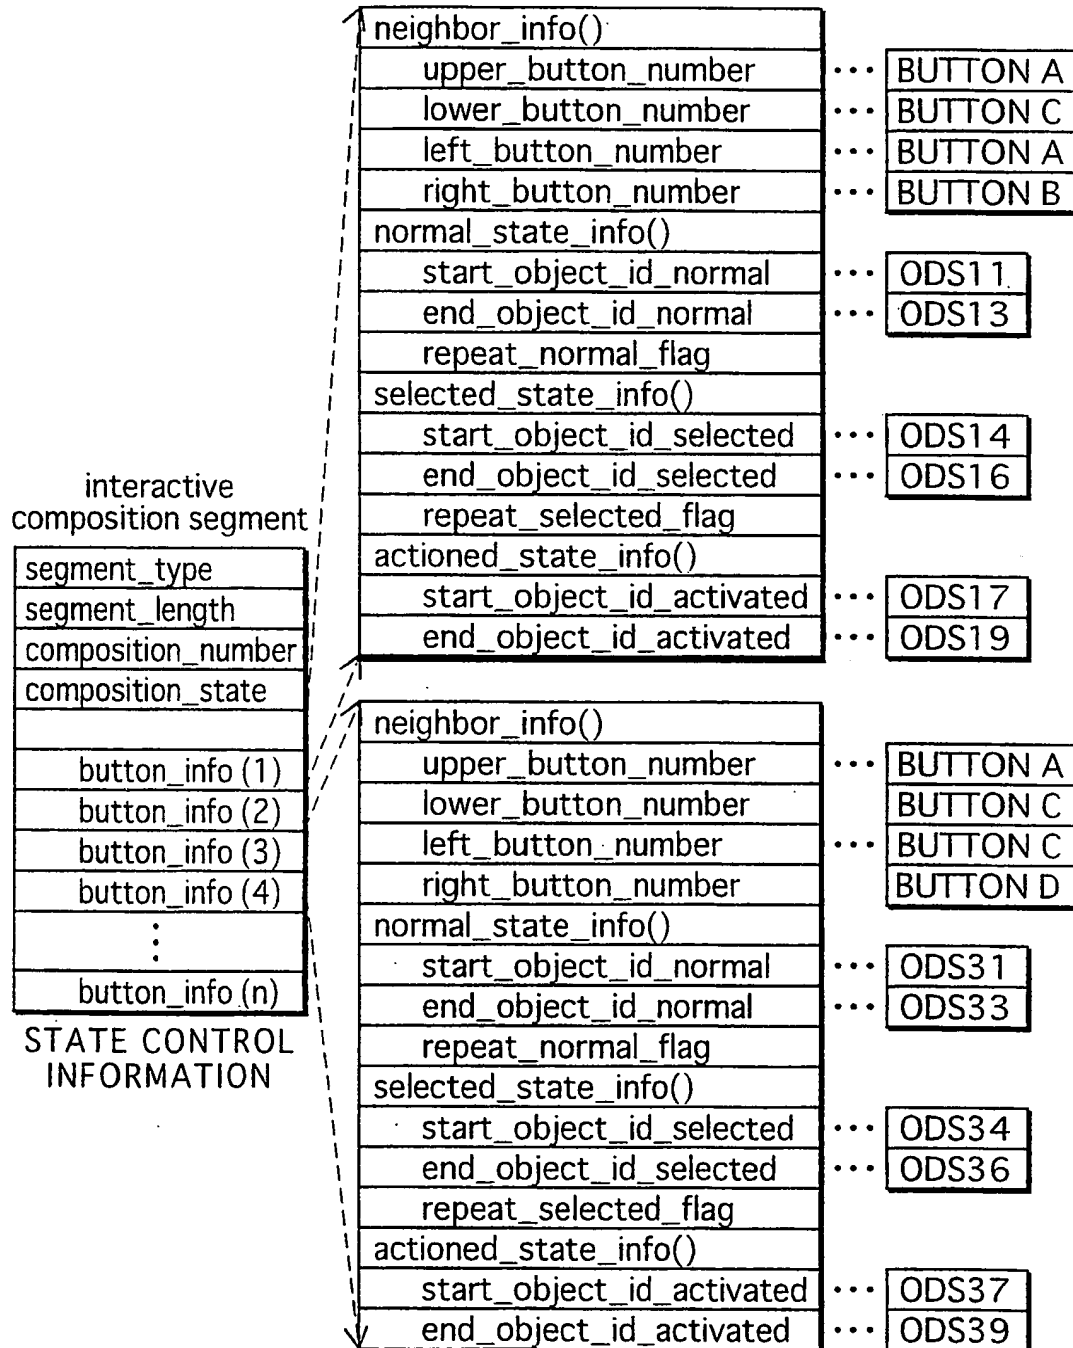 neighbor_info()
upper_button_number ... BUTTON A
lower_button_number ... BUTTON C
left_button_number ... BUTTON A
right_button_number ... BUTTON B
normal_state_info()
start_object_id_normal ... ODS11
end_object_id_normal ... ODS13
repeat_normal_flag
selected_state_info()
start_object_id_selected ... ODS14
end_object_id_selected ... ODS16
repeat_selected_flag
actioned_state_info()
start_object_id_activated ... ODS17
end_object_id_activated ... ODS19
interactive
composition segment
segment_type
segment_length
composition_number
composition_state
button_info (1)
button_info (2)
button_info (3)
button_info (4)
button_info (n)
STATE CONTROL
INFORMATION
neighbor_info()
upper_button_number ... BUTTON A
lower_button_number BUTTON C
left_button_number ... BUTTON C
right_button_number BUTTON D
normal_state_info()
start_object_id_normal ... ODS31
end_object_id_normal ... ODS33
repeat_normal_flag
selected_state_info()
start_object_id_selected ... ODS34
end_object_id_selected ... ODS36
repeat_selected_flag
actioned_state_info()
start_object_id_activated ... ODS37
end_object_id_activated ... ODS39